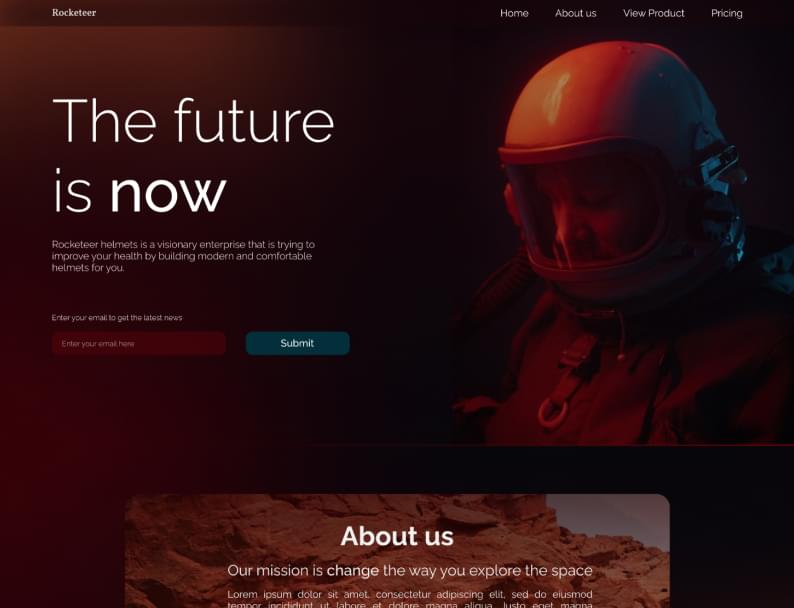 Rocketeer
Home About us View Product Pricing
The future
is now
Rocketeer helmets is a visionary enterprise that is trying to
improve your health by building modern and comfortable
helmets for you.
Enter your email to get the latest news
Enter your email here
Submit
About us
Our mission is change the way you explore the space
Lorem ipsum dolor sit amet, consectetur adipiscing elit, sed do eiusmod
tempor incididunt ut labore et dolore magna aliqua. Justo eget magna